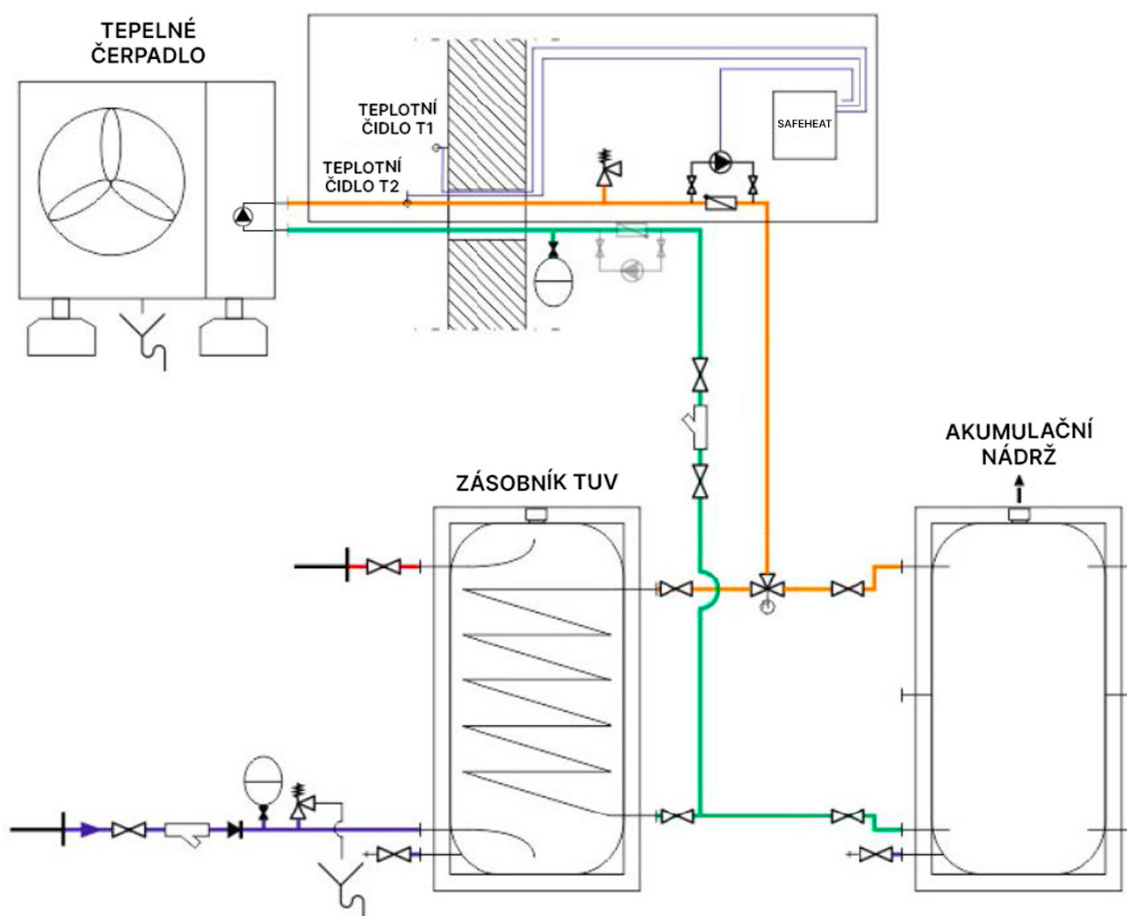 TEPELNÉ
ČERPADLO
TEPLOTNÍ
ČIDLO T1
TEPLOTNÍ
ČIDLO T2
SAFEHEAT
ZÁSOBNÍK TUV
AKUMULAČNÍ
NÁDRŽ